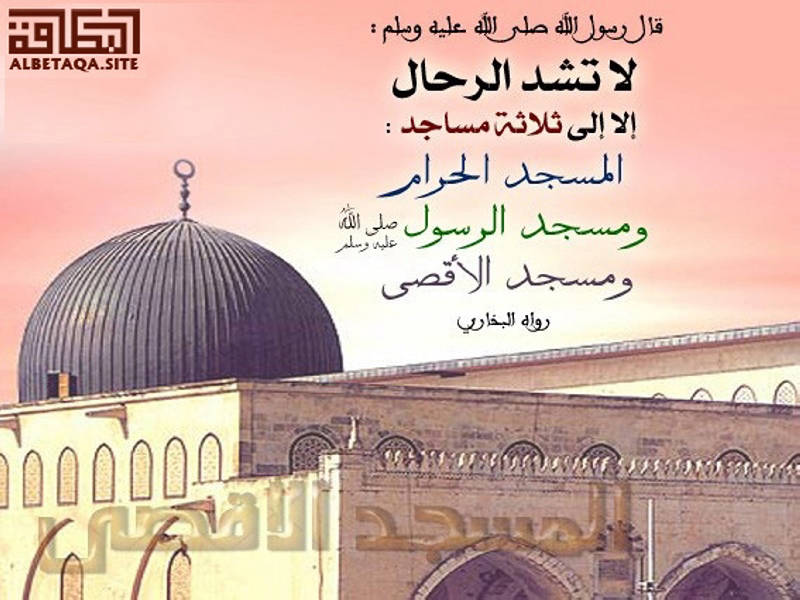 البطاقة
ALBETAQA.SITE
قال رسول الله صلى الله عليه وسلم :
لا تشد الرحال
إلا إلى ثلاثة مساجد :
المسجد الحرام
ومسجد الرسول صلى الله عليه وسلم
ومسجد الأقصى
رواه البخاري
المسجد الأقصى